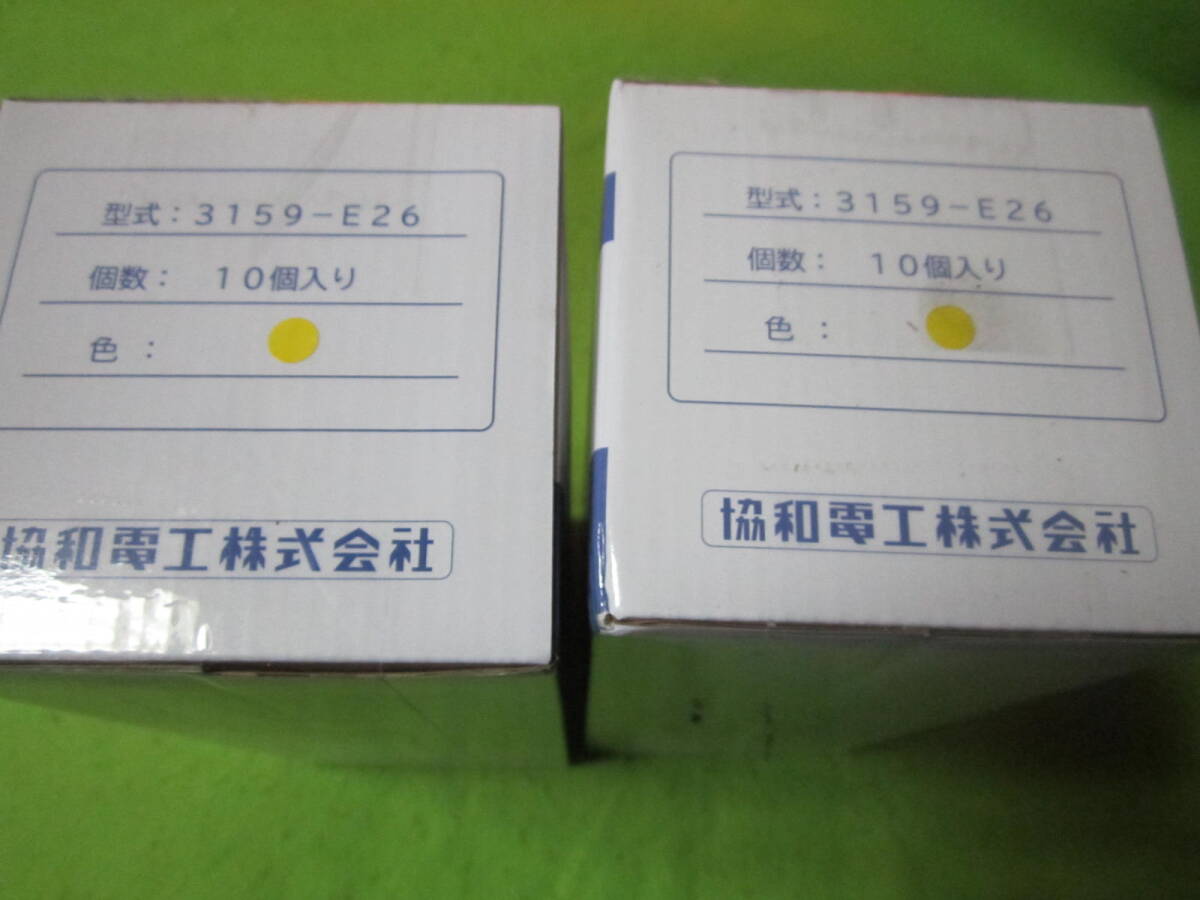 型式：3159-E26
個数： 10個入り
色 ：
協和電工株式会社
型式：3159-E26
個数： 10個入り
色 ：
協和電工株式会社